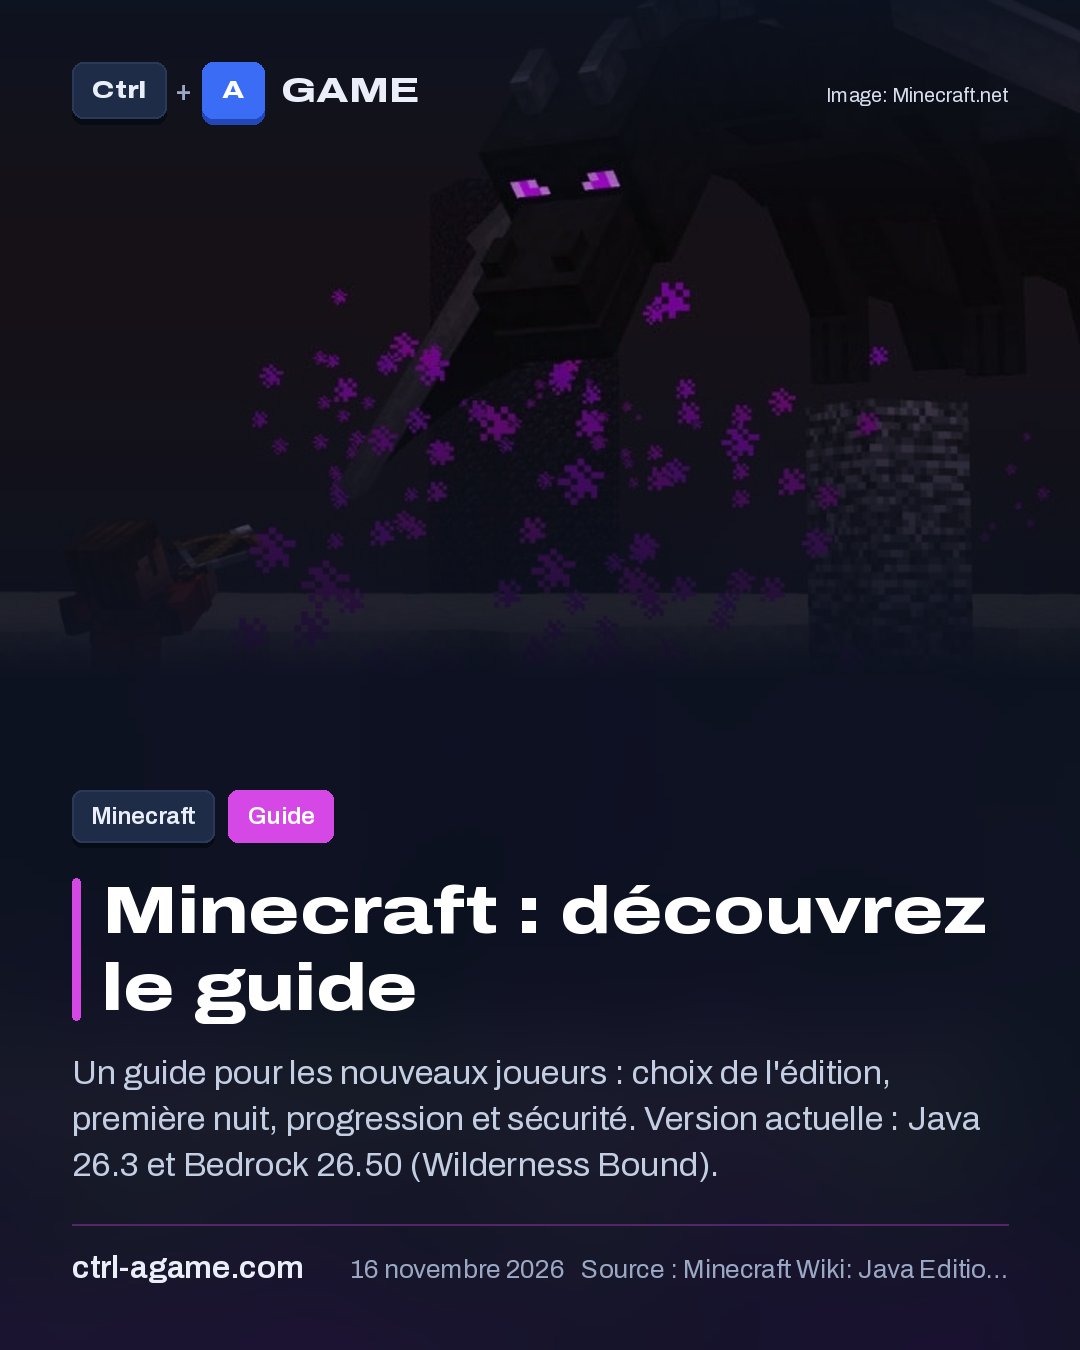 Ctrl + A GAME
Image: Minecraft.net
Minecraft Guide
Minecraft : découvrez
le guide
Un guide pour les nouveaux joueurs : choix de l'édition,
première nuit, progression et sécurité. Version actuelle : Java
26.3 et Bedrock 26.50 (Wilderness Bound).
ctrl-agame.com 16 novembre 2026 Source : Minecraft Wiki: Java Editio...